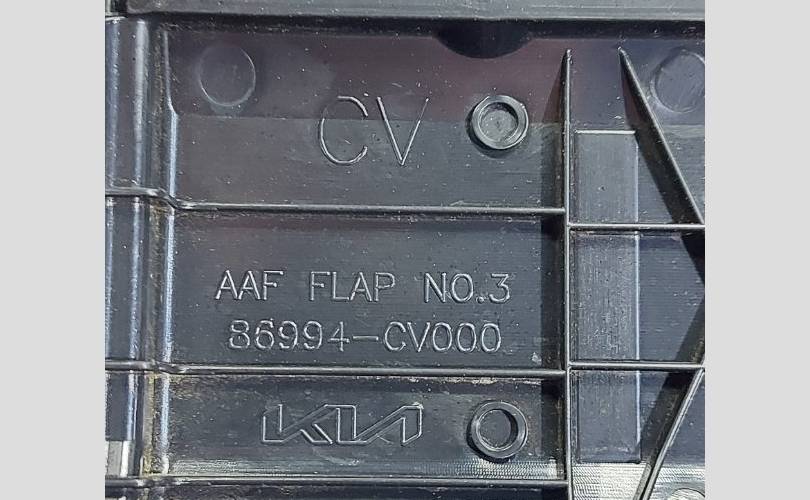 CV
AAF FLAP NO.3
86994-CV000
KIA